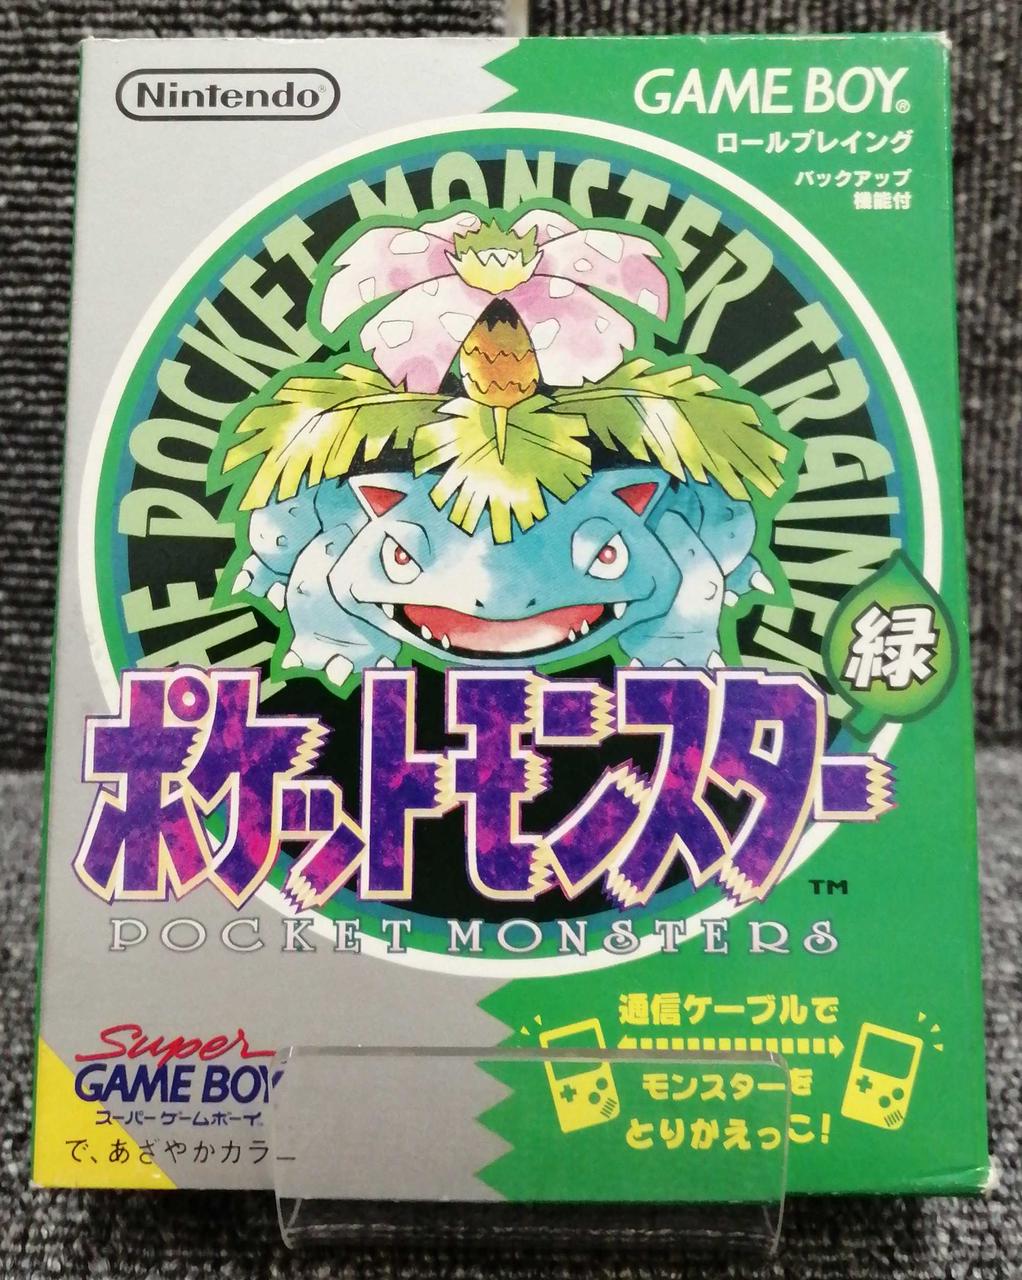 Nintendo®
GAME BOY®
ロールプレイング
バックアップ
機能付
THE POCKET MONSTER TRAINER
緑
ポケットモンスター
TM
POCKET MONSTERS
通信ケーブルで
モンスターを
とりかえっこ!
Super
GAME BOY
スーパーゲームボーイ
で、あざやかカラー